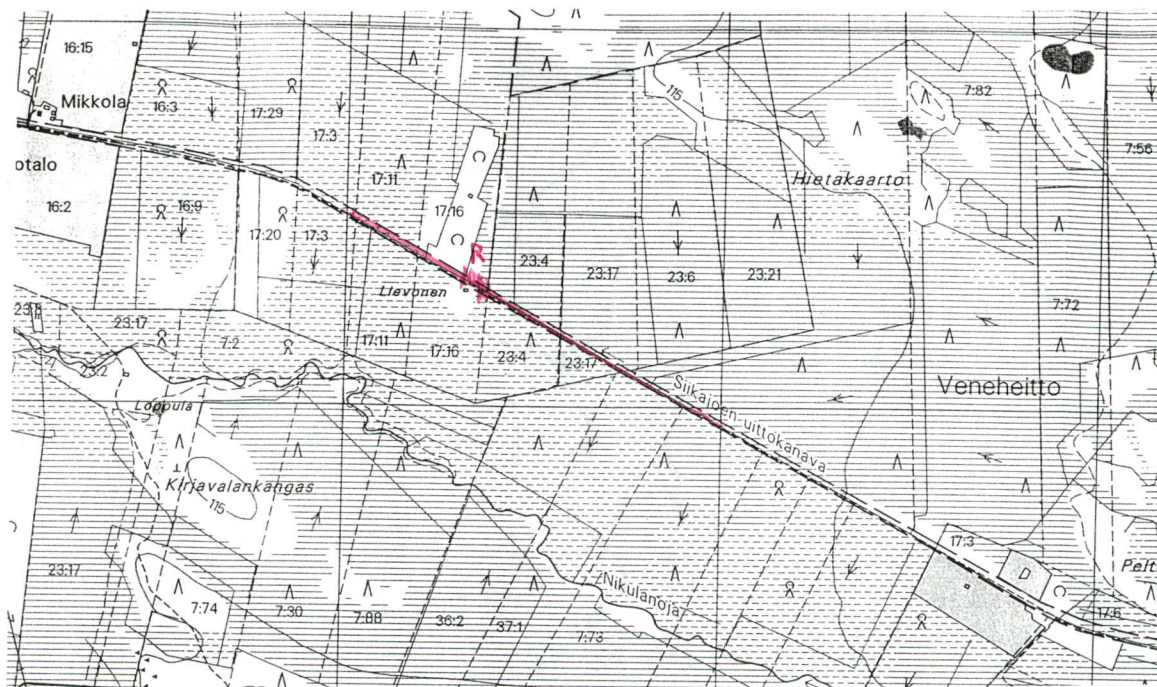 16:15
7:82
Mikkola
16:3
17:29
17:3
115
7:56
otalo
17:11
C
Hietakaarto
16:2
16:9
17:16
17:20
17:3
C
R
23:4
23:17
23:6
23:21
Lievonen
7:72
23:8
23:17
7:2
17:11
17:16
23:4
23:17
Siikajoen uittokanava
Veneheitto
23:2
Loppula
Kirjavalankangas
115
17:3
D
C
Pelt
23:17
7:74
7:30
7:88
36:2
37:1
Nikulanoja
7:73
17:6